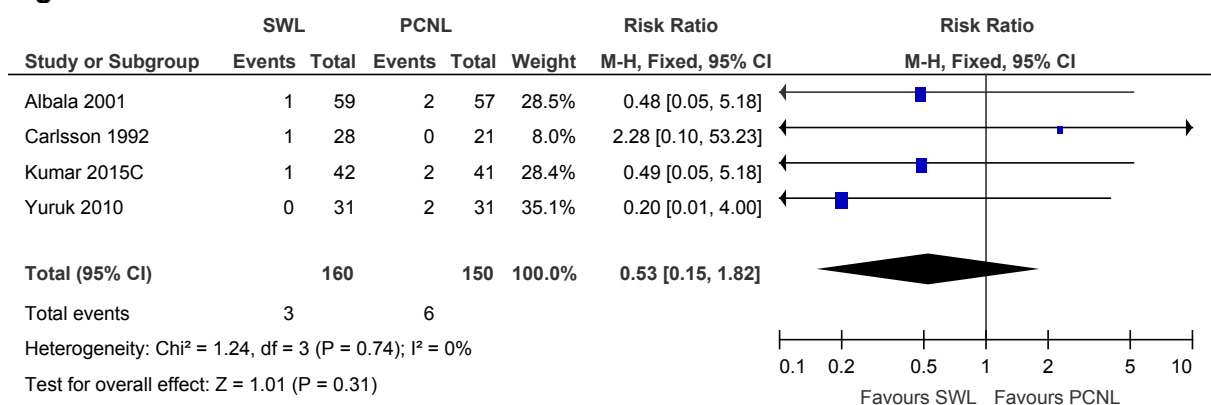 SWL PCNL Risk Ratio Risk Ratio
Study or Subgroup Events Total Events Total Weight M-H, Fixed, 95% CI M-H, Fixed, 95% CI
Albala 2001 1 59 2 57 28.5% 0.48 [0.05, 5.18]
Carlsson 1992 1 28 0 21 8.0% 2.28 [0.10, 53.23]
Kumar 2015C 1 42 2 41 28.4% 0.49 [0.05, 5.18]
Yuruk 2010 0 31 2 31 35.1% 0.20 [0.01, 4.00]
Total (95% CI) 160 150 100.0% 0.53 [0.15, 1.82]
Total events 3 6
Heterogeneity: Chi² = 1.24, df = 3 (P = 0.74); I² = 0%
Test for overall effect: Z = 1.01 (P = 0.31)
0.1 0.2 0.5 1 2 5 10
Favours SWL Favours PCNL